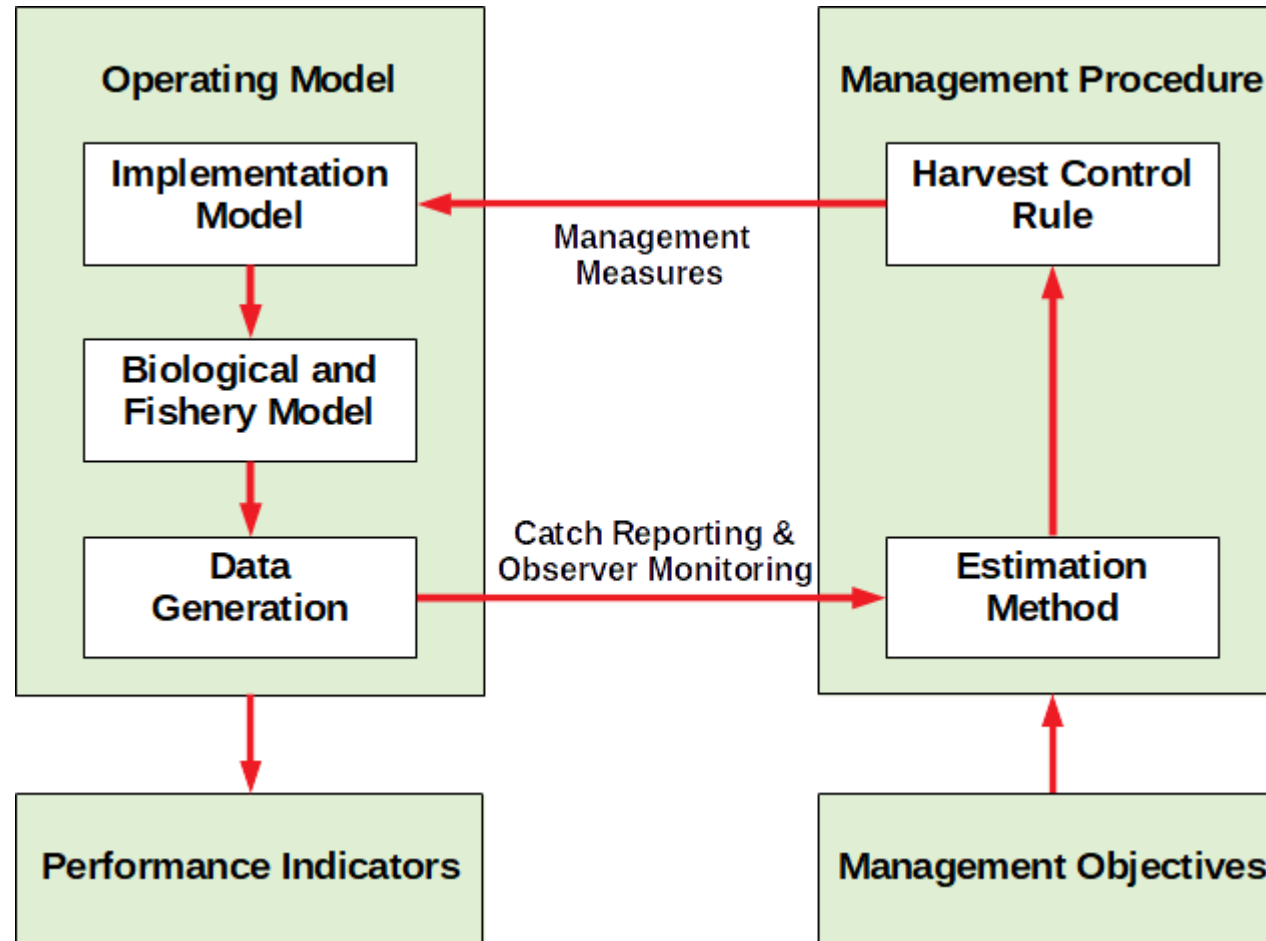 Operating Model
Implementation
Model
Biological and
Fishery Model
Data
Generation
Management
Measures
Catch Reporting &
Observer Monitoring
Management Procedure
Harvest Control
Rule
Estimation
Method
Performance Indicators
Management Objectives